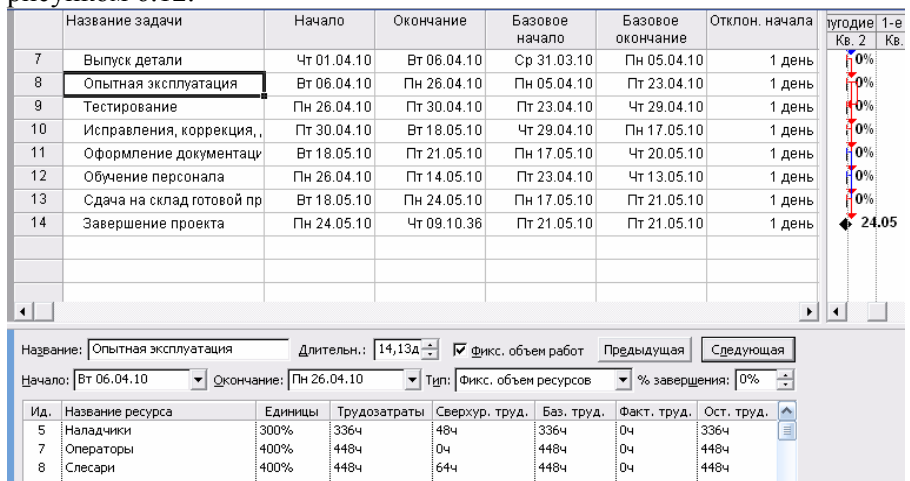 рисунком 6.12.
Название задачи Начало Окончание Базовое начало Базовое окончание Отклон. начала лугодие 1-е
Кв. 2 Кв.
7 Выпуск детали Чт 01.04.10 Вт 06.04.10 Ср 31.03.10 Пн 05.04.10 1 день 0%
8 Опытная эксплуатация Вт 06.04.10 Пн 26.04.10 Пн 05.04.10 Пт 23.04.10 1 день 0%
9 Тестирование Пн 26.04.10 Пт 30.04.10 Пт 23.04.10 Чт 29.04.10 1 день 0%
10 Исправления, коррекция, Пт 30.04.10 Вт 18.05.10 Чт 29.04.10 Пн 17.05.10 1 день 0%
11 Оформление документаци Вт 18.05.10 Пт 21.05.10 Пн 17.05.10 Чт 20.05.10 1 день 0%
12 Обучение персонала Пн 26.04.10 Пт 14.05.10 Пт 23.04.10 Чт 13.05.10 1 день 0%
13 Сдача на склад готовой пр Вт 18.05.10 Пн 24.05.10 Пн 17.05.10 Пт 21.05.10 1 день 0%
14 Завершение проекта Пн 24.05.10 Чт 09.10.36 Пт 21.05.10 Пт 21.05.10 1 день 24.05
Название: Опытная эксплуатация Длительн.: 14,13д Фикс. объем работ Предыдущая Следующая
Начало: Вт 06.04.10 Окончание: Пн 26.04.10 Тип: Фикс. объем ресурсов % завершения: 0%
Ид. Название ресурса Единицы Трудозатраты Сверхур. труд. Баз. труд. Факт. труд. Ост. труд.
5 Наладчики 300% 336ч 48ч 336ч 0ч 336ч
7 Операторы 400% 448ч 0ч 448ч 0ч 448ч
8 Слесари 400% 448ч 64ч 448ч 0ч 448ч